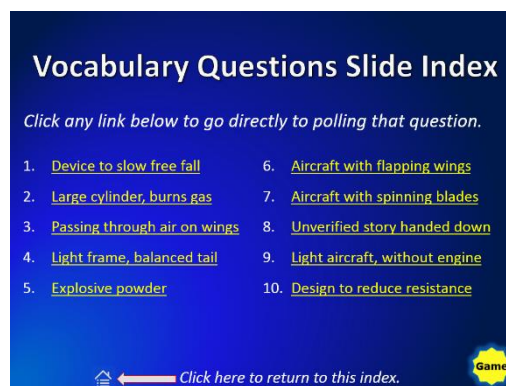 Vocabulary Questions Slide Index
Click any link below to go directly to polling that question.
1. Device to slow free fall
2. Large cylinder, burns gas
3. Passing through air on wings
4. Light frame, balanced tail
5. Explosive powder
6. Aircraft with flapping wings
7. Aircraft with spinning blades
8. Unverified story handed down
9. Light aircraft, without engine
10. Design to reduce resistance
Game
Click here to return to this index.